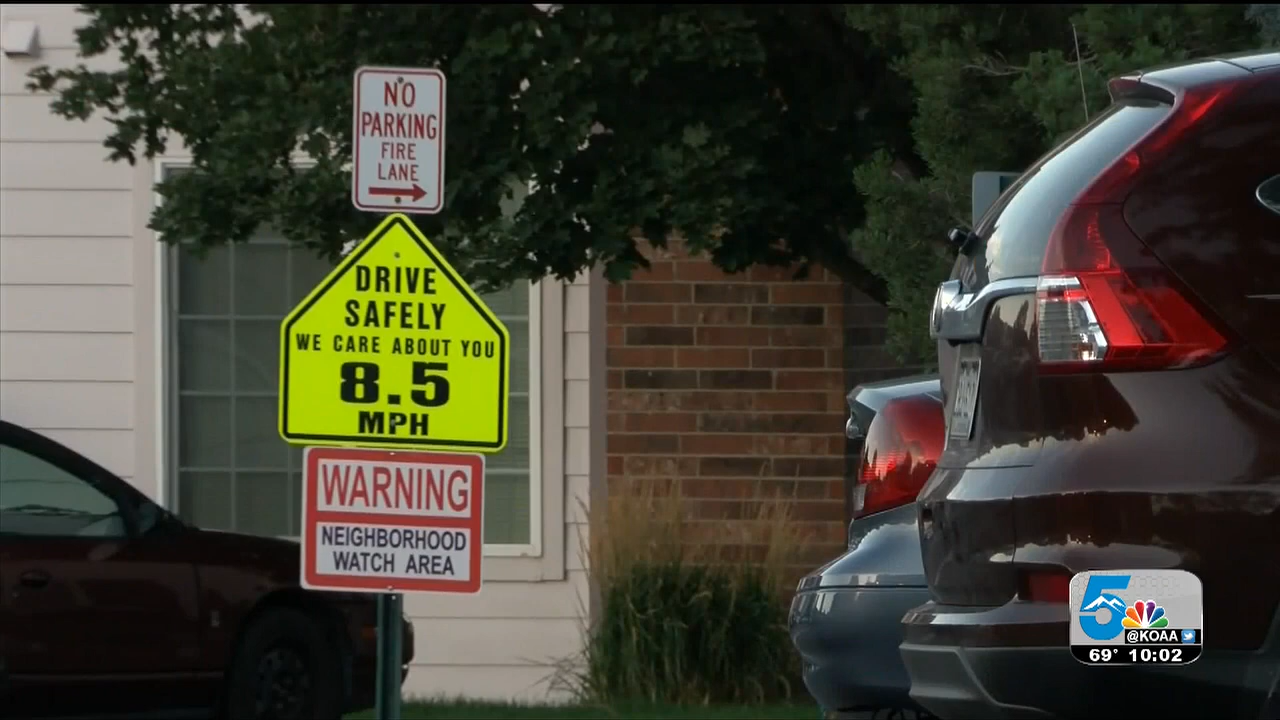 NO
PARKING
FIRE
LANE
DRIVE
SAFELY
WE CARE ABOUT YOU
8.5
MPH
WARNING
NEIGHBORHOOD
WATCH AREA
5
@KOAA
69° 10:02